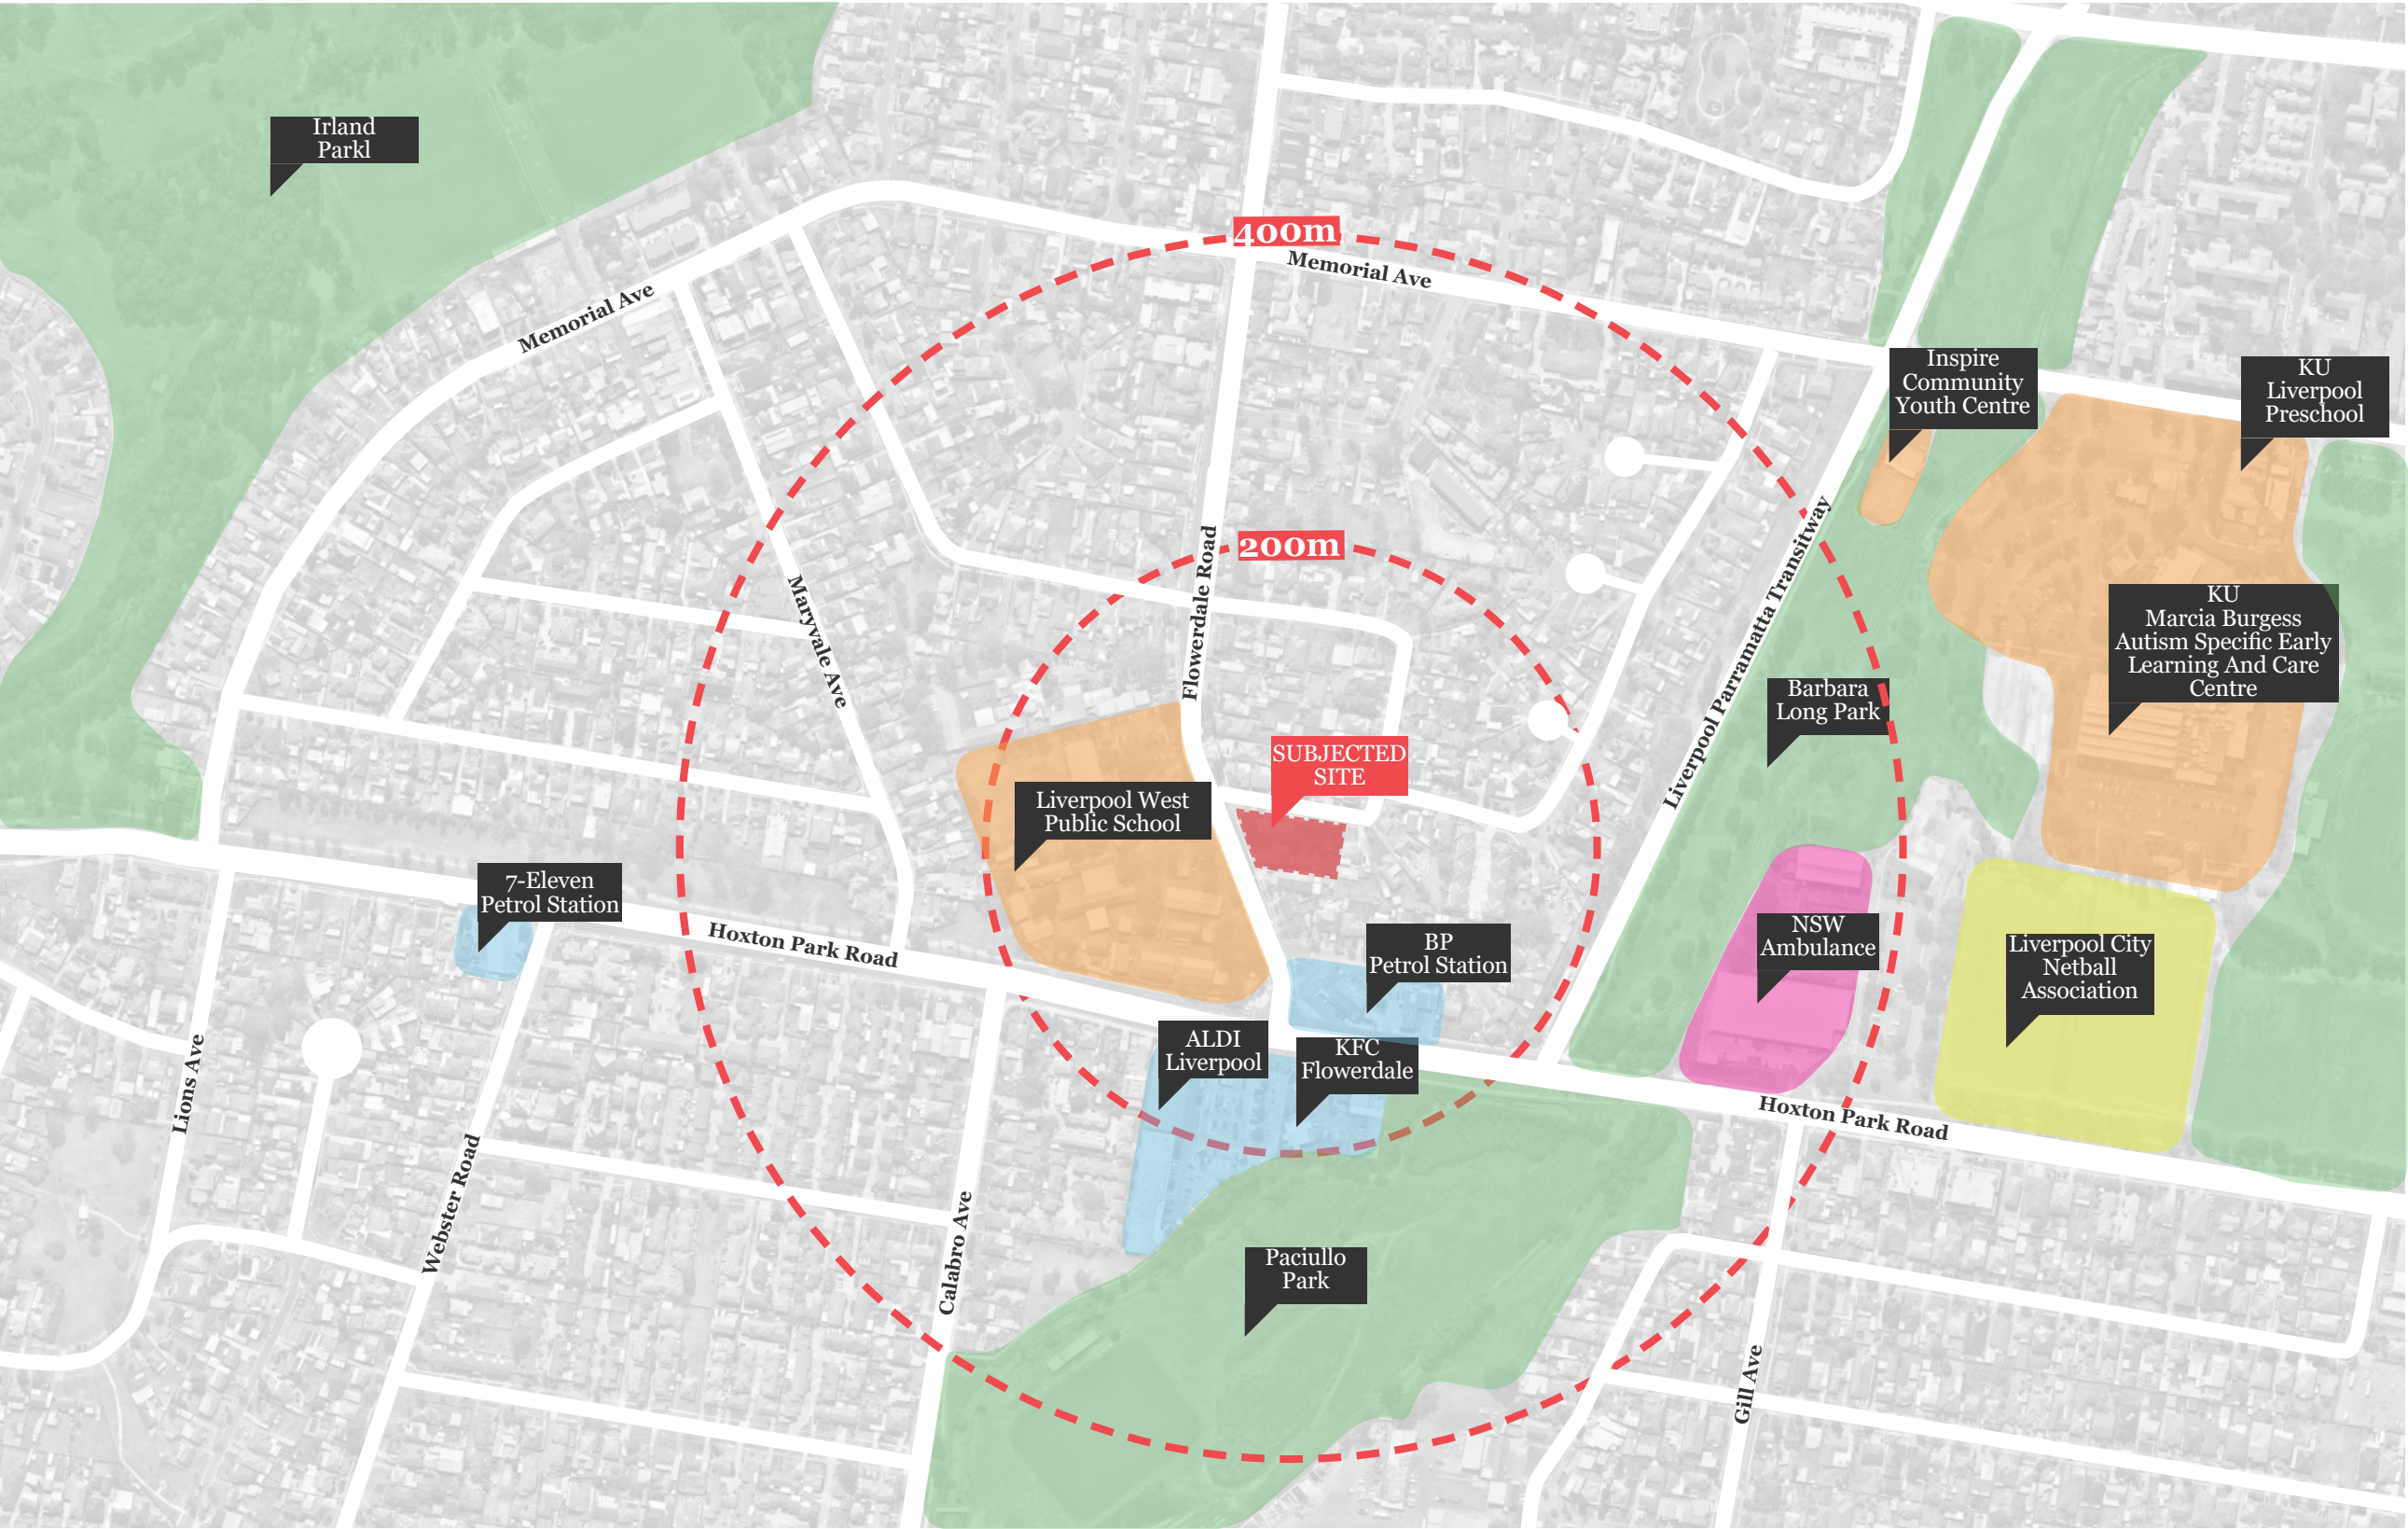 Irland
Parkl
400m
Memorial Ave
Memorial Ave
Inspire
Community
Youth Centre
KU
Liverpool
Preschool
200m
Flowerdale Road
Maryvale Ave
Liverpool Parramatta Transitway
KU
Marcia Burgess
Autism Specific Early
Learning And Care
Centre
Barbara
Long Park
SUBJECTED
SITE
Liverpool West
Public School
7-Eleven
Petrol Station
Hoxton Park Road
BP
Petrol Station
NSW
Ambulance
Liverpool City
Netball
Association
ALDI
Liverpool
KFC
Flowerdale
Hoxton Park Road
Lions Ave
Webster Road
Calabro Ave
Paciullo
Park
Gill Ave